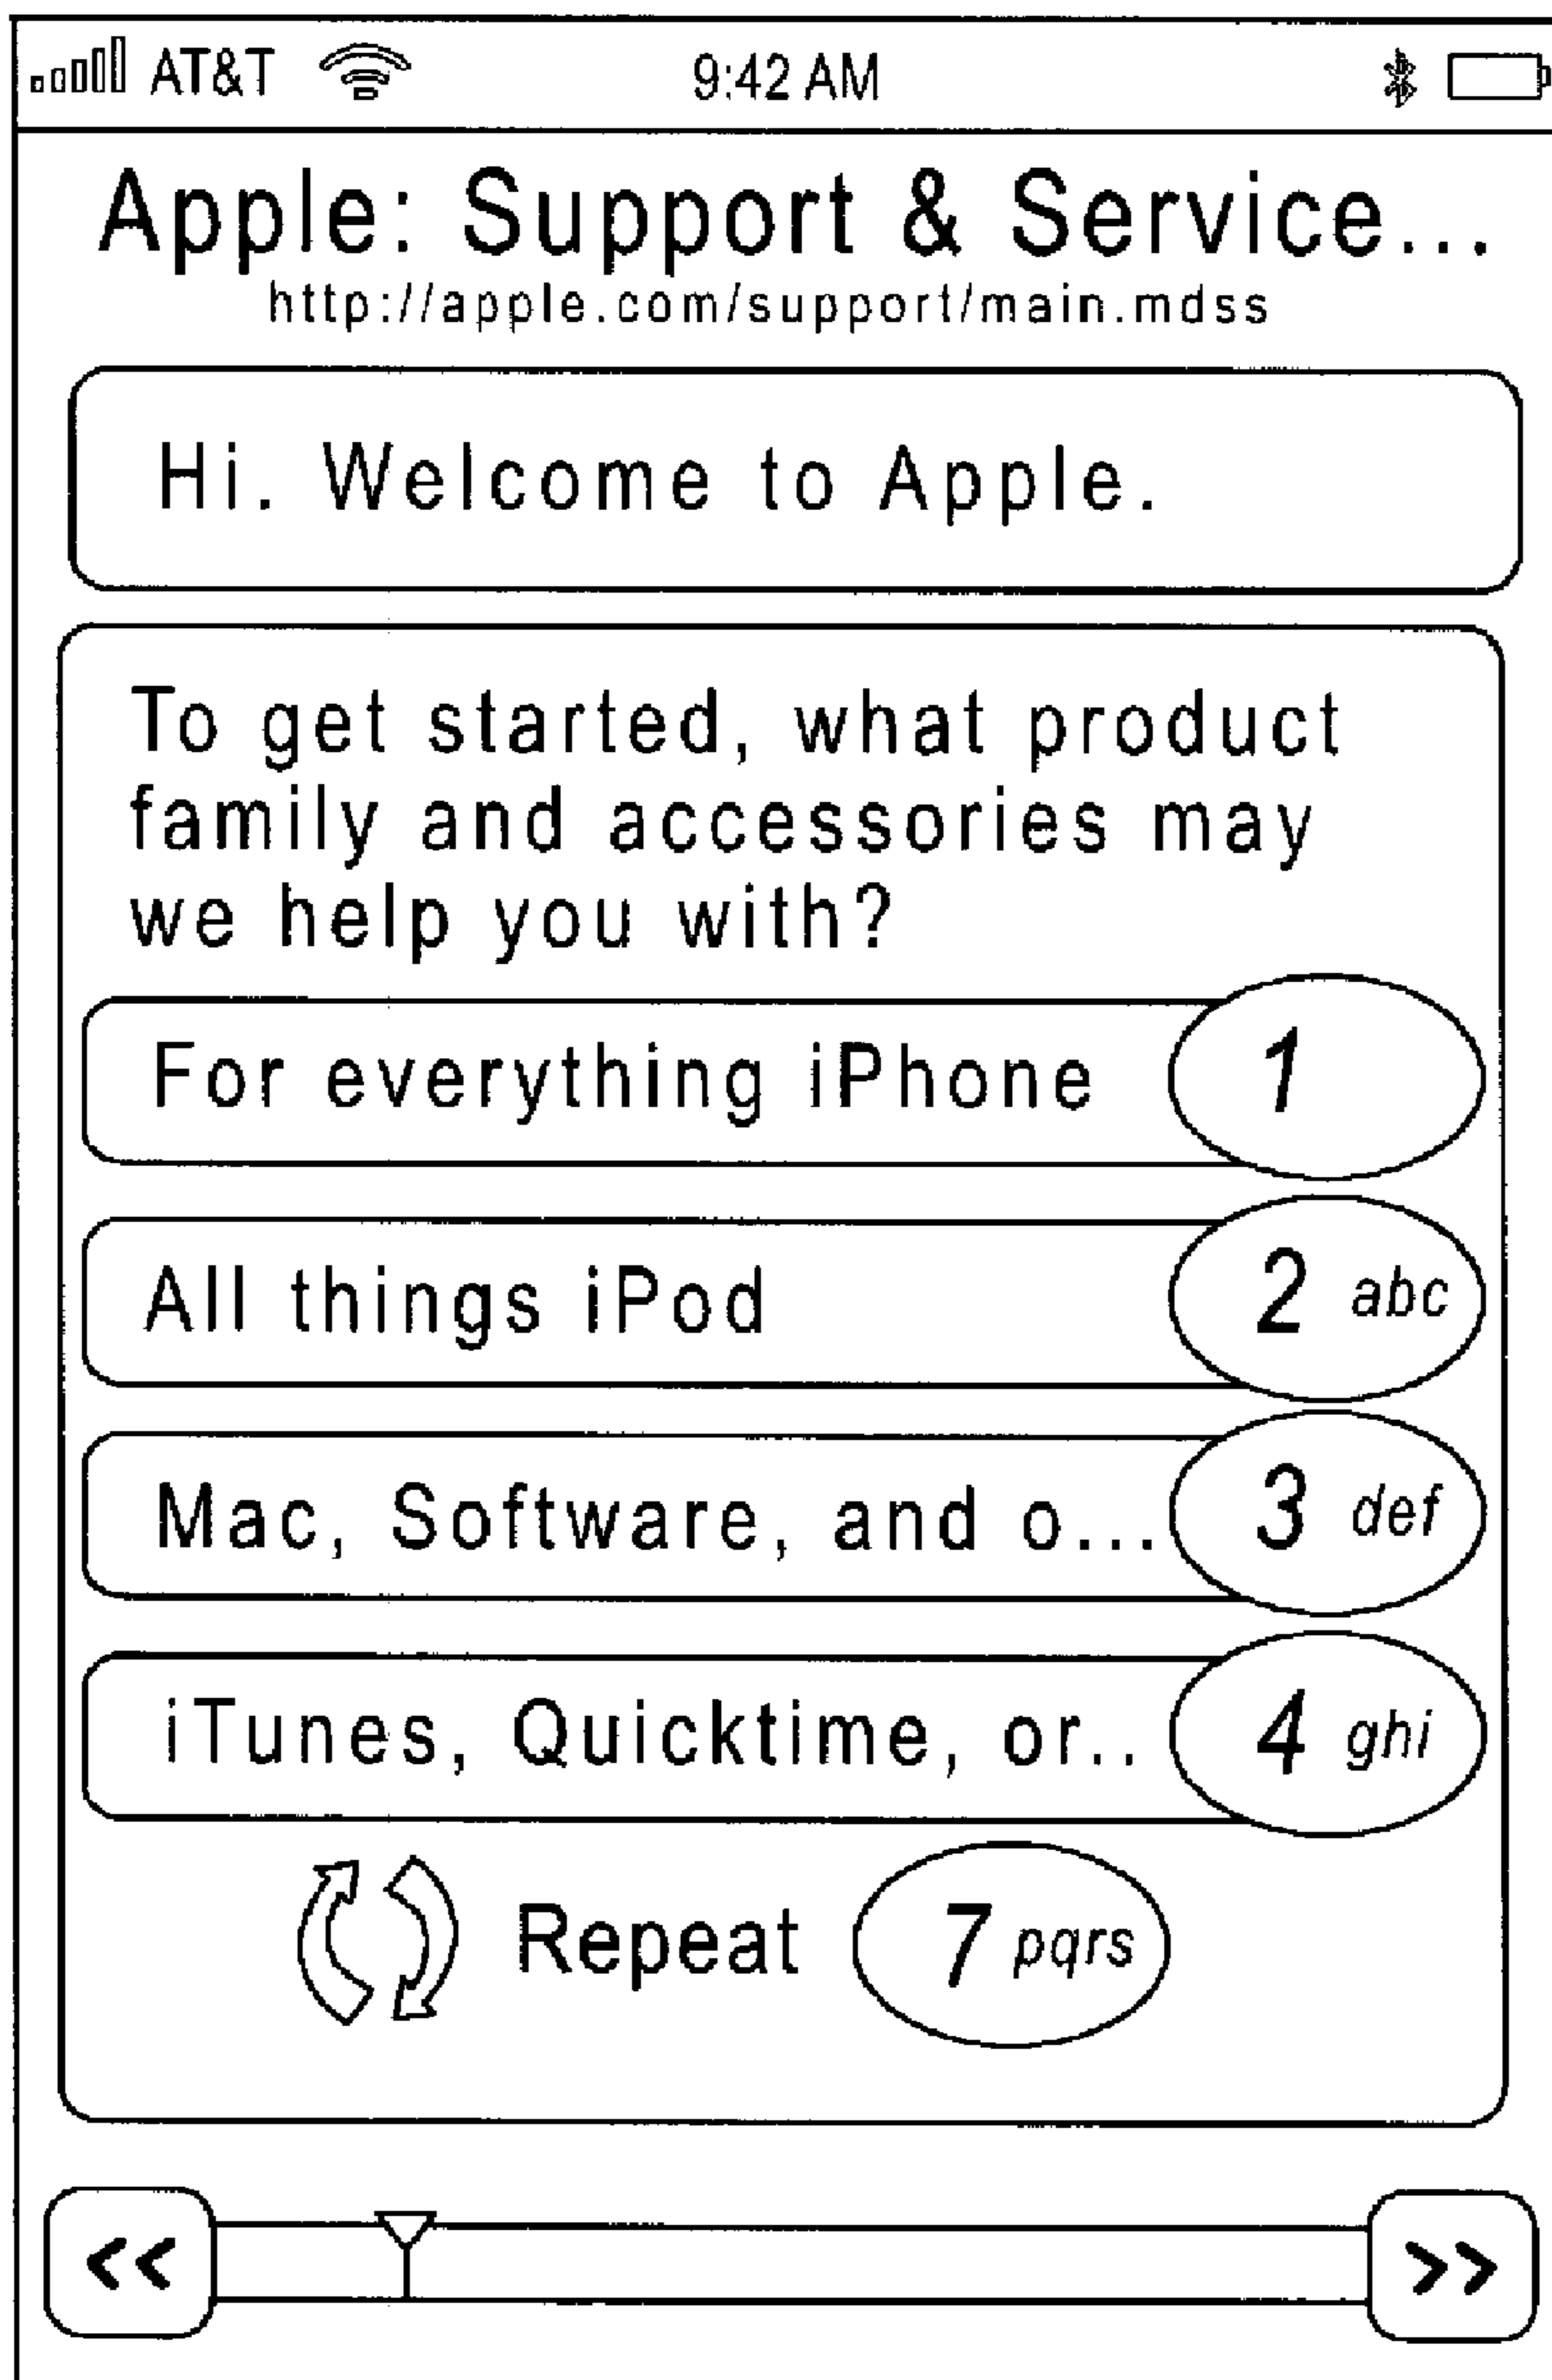 AT&T 9:42 AM
Apple: Support & Service...
http://apple.com/support/main.mdss
Hi. Welcome to Apple.
To get started, what product
family and accessories may
we help you with?
For everything iPhone 1
All things iPod 2 abc
Mac, Software, and o... 3 def
iTunes, Quicktime, or.. 4 ghi
Repeat 7 pqrs
<< >>